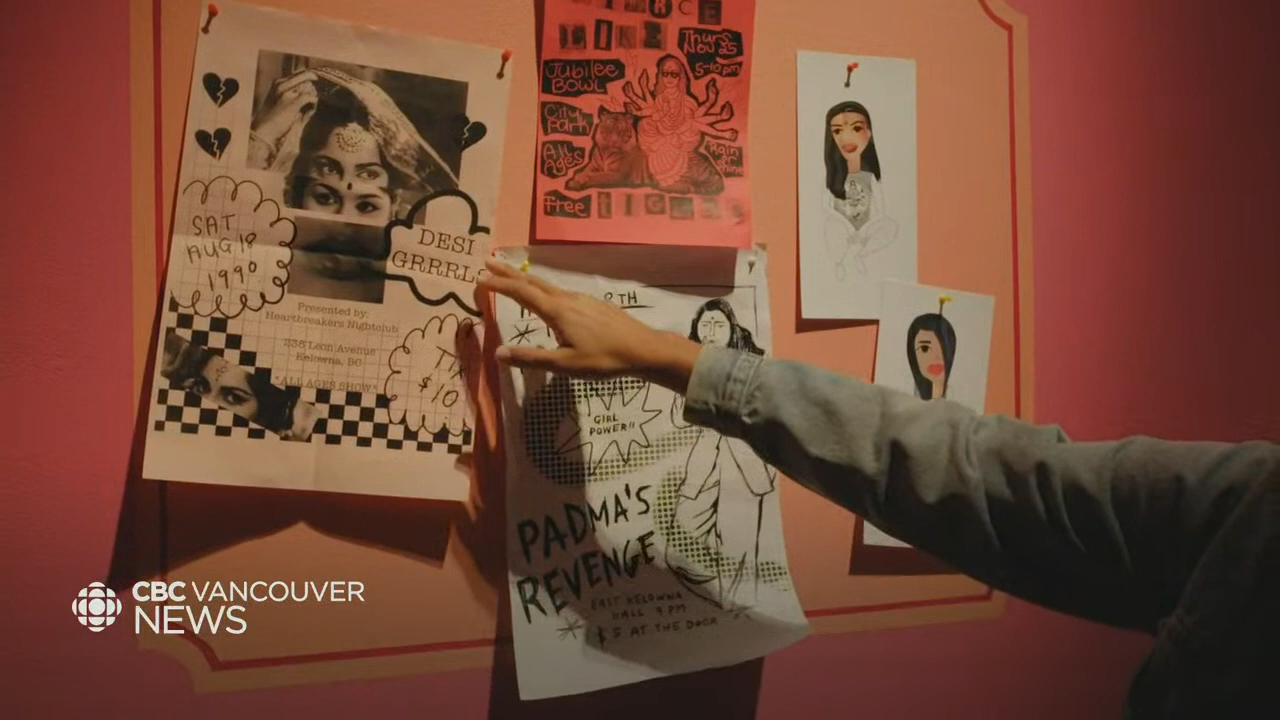 SAT
AUG 18
1990
DESI
GRRRLS
Presented by:
Heartbreakers Nightclub
Leon Avenue
Kelowna, BC
*ALL AGES SHOW*
TIX
$10
LIKE
Thurs
Nov 25
5-10pm
Jubilee
BOWL
City
Park
All
Ages
Rain
or
Shine
Free
GIRL
POWER!!
PADMA'S
REVENGE
EAST KELOWNA
HALL 9 PM
$5 AT THE DOOR
CBC VANCOUVER
NEWS